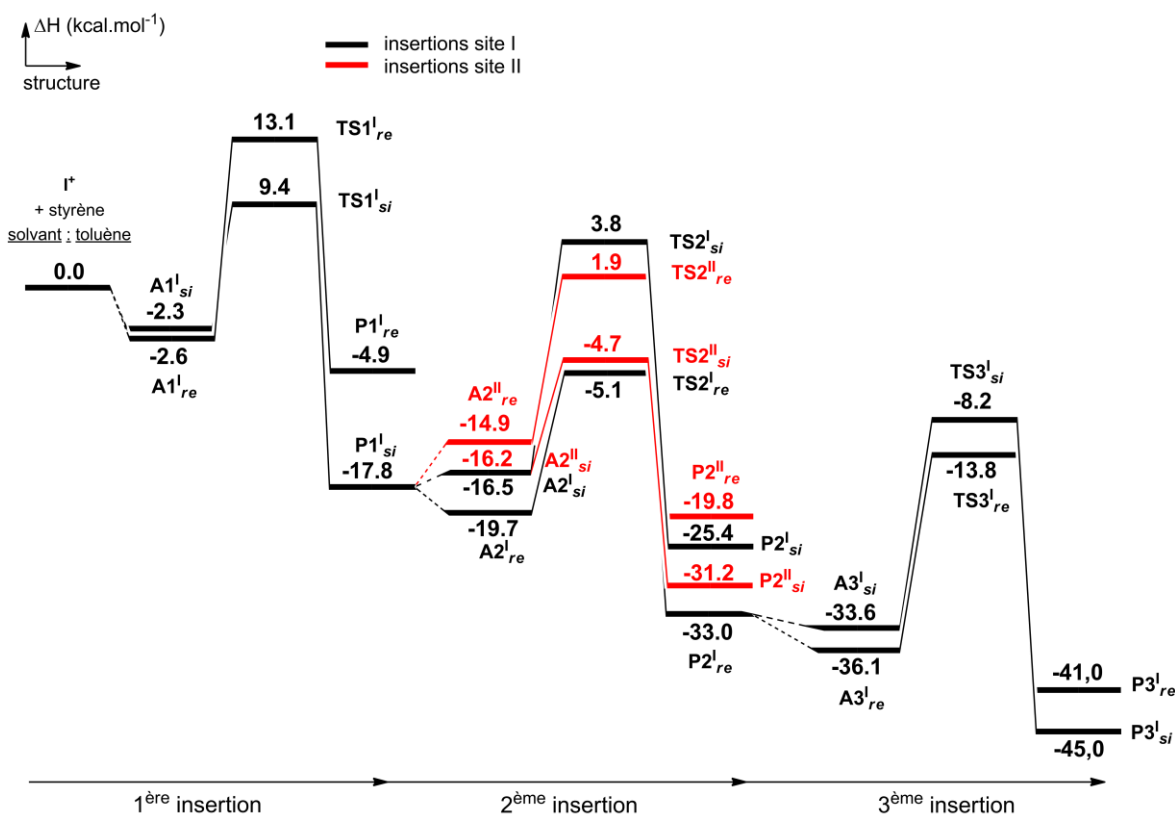 ΔH (kcal.mol⁻¹)
structure
insertions site I
insertions site II
I⁺
+ styrène
solvant : toluène
0.0
A1ᴵsi
-2.3
-2.6
A1ᴵre
13.1
TS1ᴵre
9.4
TS1ᴵsi
P1ᴵre
-4.9
P1ᴵsi
-17.8
A2ᴵᴵre
-14.9
-16.2
A2ᴵᴵsi
-16.5
A2ᴵsi
-19.7
A2ᴵre
3.8
TS2ᴵsi
1.9
TS2ᴵᴵre
-4.7
TS2ᴵᴵsi
-5.1
TS2ᴵre
P2ᴵᴵre
-19.8
-25.4
P2ᴵsi
-31.2
P2ᴵᴵsi
-33.0
P2ᴵre
A3ᴵsi
-33.6
-36.1
A3ᴵre
TS3ᴵsi
-8.2
-13.8
TS3ᴵre
-41,0
P3ᴵre
-45,0
P3ᴵsi
1ère insertion
2ème insertion
3ème insertion